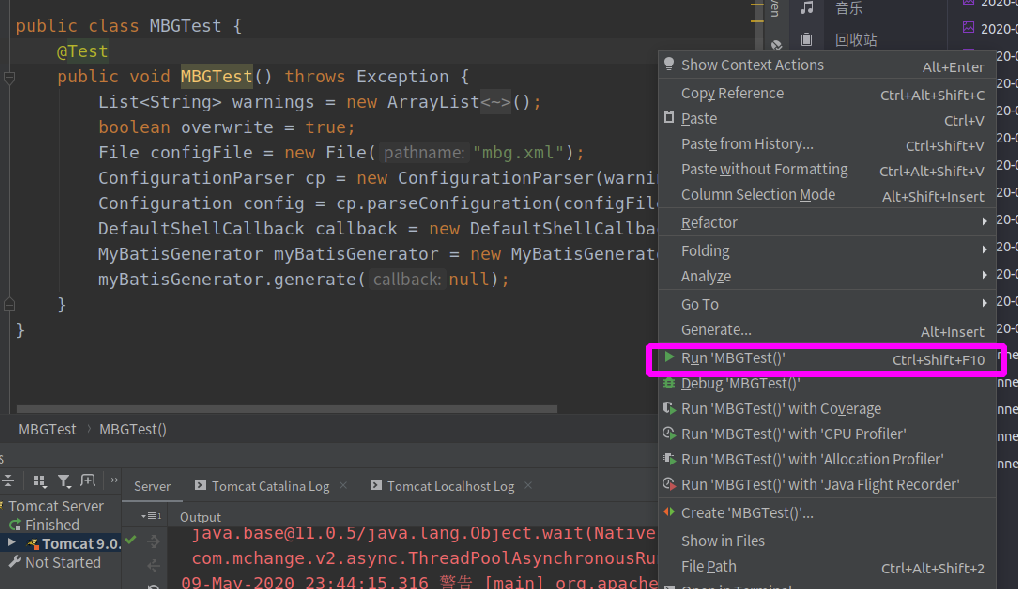 public class MBGTest {
@Test
public void MBGTest() throws Exception {
List<String> warnings = new ArrayList<~>();
boolean overwrite = true;
File configFile = new File( pathname: "mbg.xml");
ConfigurationParser cp = new ConfigurationParser(warni
Configuration config = cp.parseConfiguration(configFil
DefaultShellCallback callback = new DefaultShellCallba
MyBatisGenerator myBatisGenerator = new MyBatisGenerat
myBatisGenerator.generate( callback: null);
}
}
音乐
回收站
Show Context Actions Alt+Enter
Copy Reference Ctrl+Alt+Shift+C
Paste Ctrl+V
Paste from History... Ctrl+Shift+V
Paste without Formatting Ctrl+Alt+Shift+V
Column Selection Mode Alt+Shift+Insert
Refactor
Folding
Analyze
Go To
Generate... Alt+Insert
Run 'MBGTest()' Ctrl+Shift+F10
Debug 'MBGTest()'
Run 'MBGTest()' with Coverage
Run 'MBGTest()' with 'CPU Profiler'
Run 'MBGTest()' with 'Allocation Profiler'
Run 'MBGTest()' with 'Java Flight Recorder'
Create 'MBGTest()'...
Show in Files
File Path Ctrl+Alt+Shift+2
MBGTest > MBGTest()
Server Tomcat Catalina Log × Tomcat Localhost Log ×
Tomcat Server
Finished
Tomcat 9.0.
Not Started
Output
java.base@11.0.5/java.lang.Object.wait(Native
com.mchange.v2.async.ThreadPoolAsynchronousRu
09-May-2020 23:44:15.316 警告 [main] org.apache